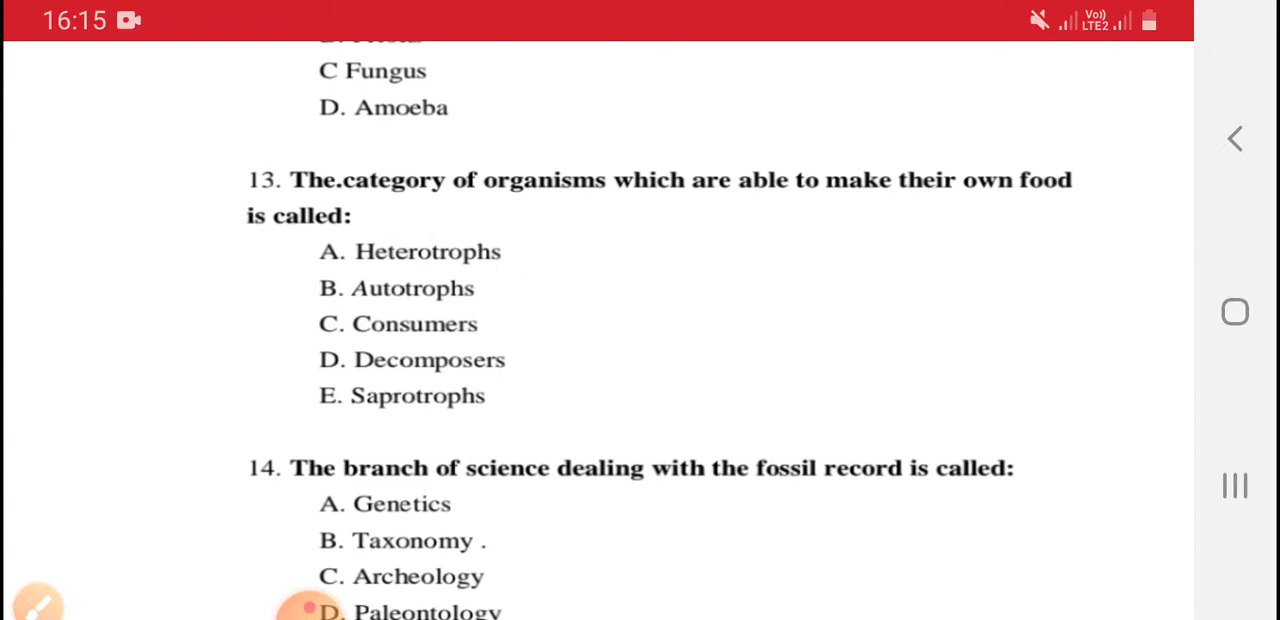 16:15
Vo))
LTE2
C Fungus
D. Amoeba
13. The.category of organisms which are able to make their own food
is called:
A. Heterotrophs
B. Autotrophs
C. Consumers
D. Decomposers
E. Saprotrophs
14. The branch of science dealing with the fossil record is called:
A. Genetics
B. Taxonomy .
C. Archeology
D. Paleontology